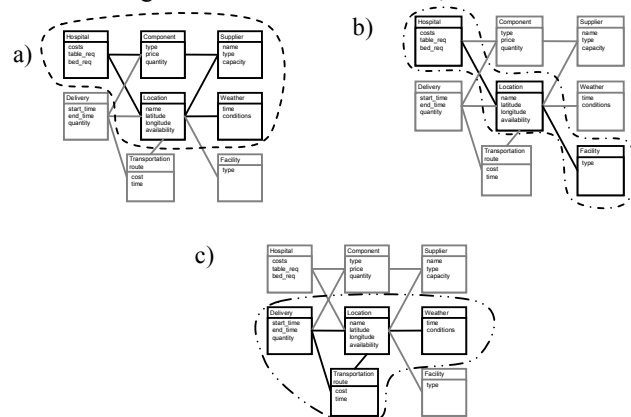 a)
Hospital
costs
table_req
bed_req
Component
type
price
quantity
Supplier
name
type
capacity
Delivery
start_time
end_time
quantity
Location
name
latitude
longitude
availability
Weather
time
conditions
Transportation
route
cost
time
Facility
type
b)
Hospital
costs
table_req
bed_req
Component
type
price
quantity
Supplier
name
type
capacity
Delivery
start_time
end_time
quantity
Location
name
latitude
longitude
availability
Weather
time
conditions
Transportation
route
cost
time
Facility
type
c)
Hospital
costs
table_req
bed_req
Component
type
price
quantity
Supplier
name
type
capacity
Delivery
start_time
end_time
quantity
Location
name
latitude
longitude
availability
Weather
time
conditions
Transportation
route
cost
time
Facility
type